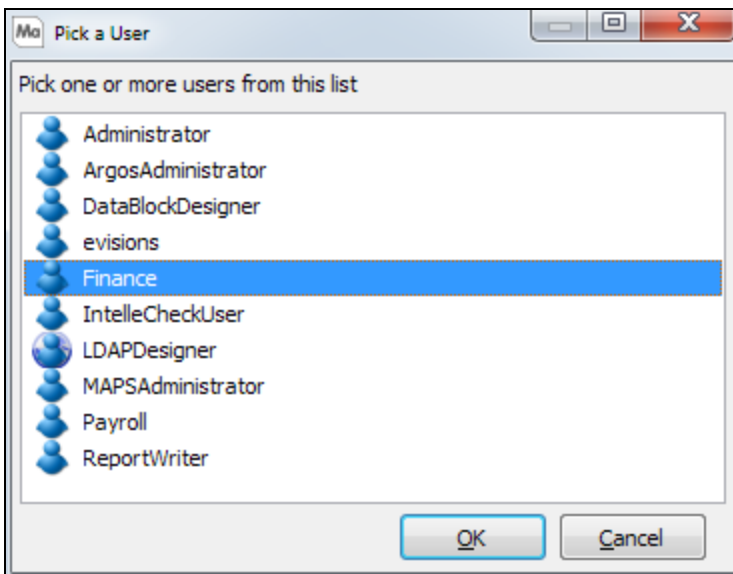 Ma Pick a User
Pick one or more users from this list
Administrator
ArgosAdministrator
DataBlockDesigner
evisions
Finance
IntelleCheckUser
LDAPDesigner
MAPSAdministrator
Payroll
ReportWriter
OK Cancel